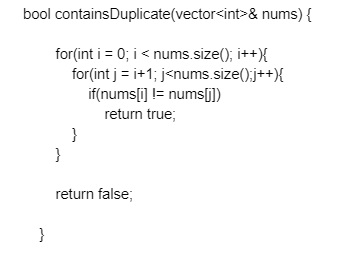 bool containsDuplicate(vector<int>& nums) {
for(int i = 0; i < nums.size(); i++){
for(int j = i+1; j<nums.size();j++){
if(nums[i] != nums[j])
return true;
}
}
return false;
}